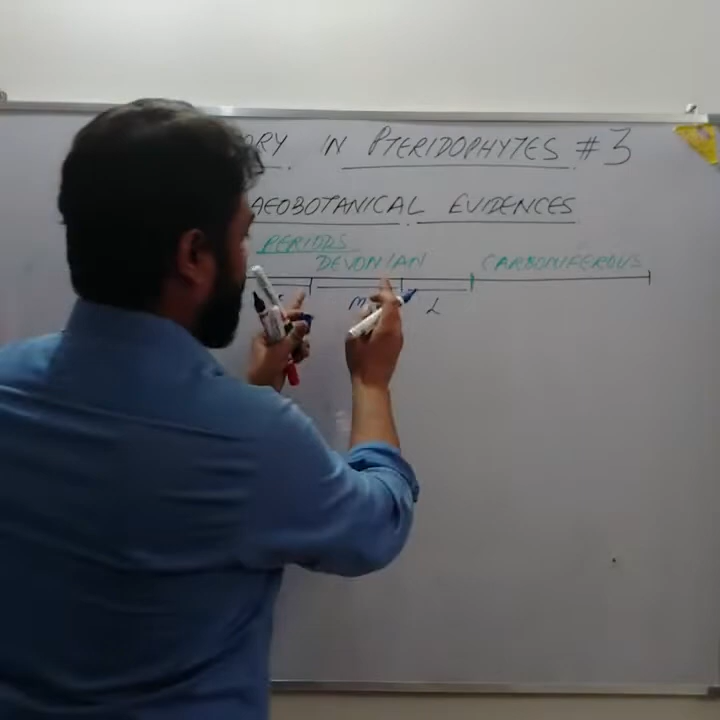 ORY IN PTERIDOPHYTES #3
AEOBOTANICAL EVIDENCES
PERIODS
DEVONIAN CARBONIFEROUS
M L